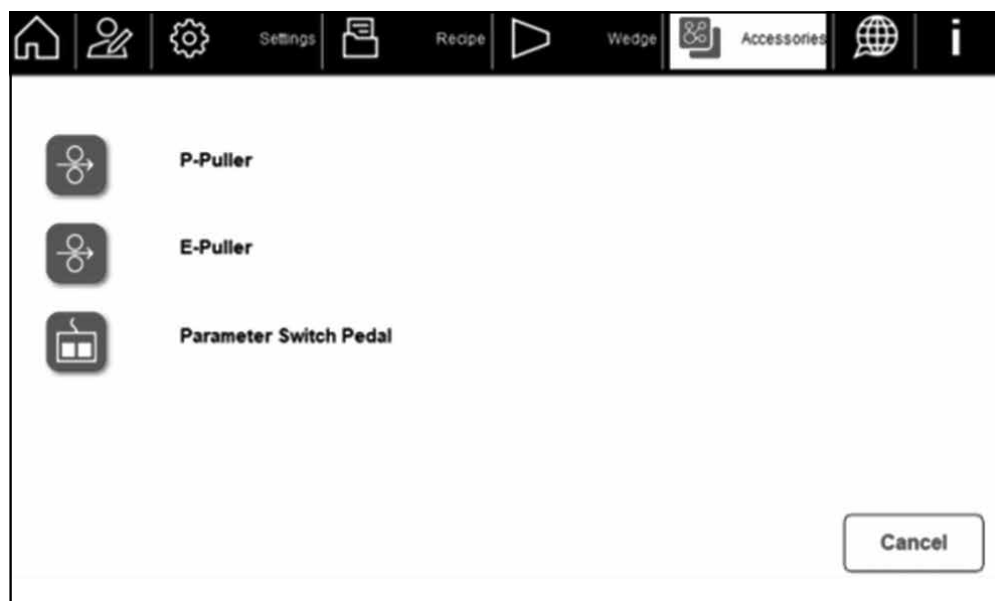 Settings Recipe Wedge Accessories i
P-Puller
E-Puller
Parameter Switch Pedal
Cancel